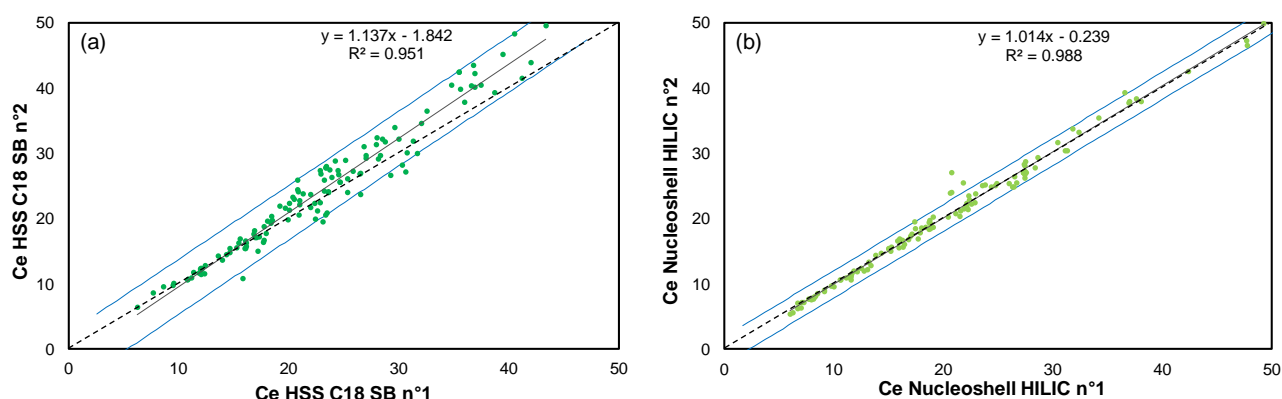 (a)
y = 1.137x - 1.842
R² = 0.951
50
40
30
20
10
0
Ce HSS C18 SB n°2
0 10 20 30 40 50
Ce HSS C18 SB n°1
(b)
y = 1.014x - 0.239
R² = 0.988
50
40
30
20
10
0
Ce Nucleoshell HILIC n°2
0 10 20 30 40 50
Ce Nucleoshell HILIC n°1